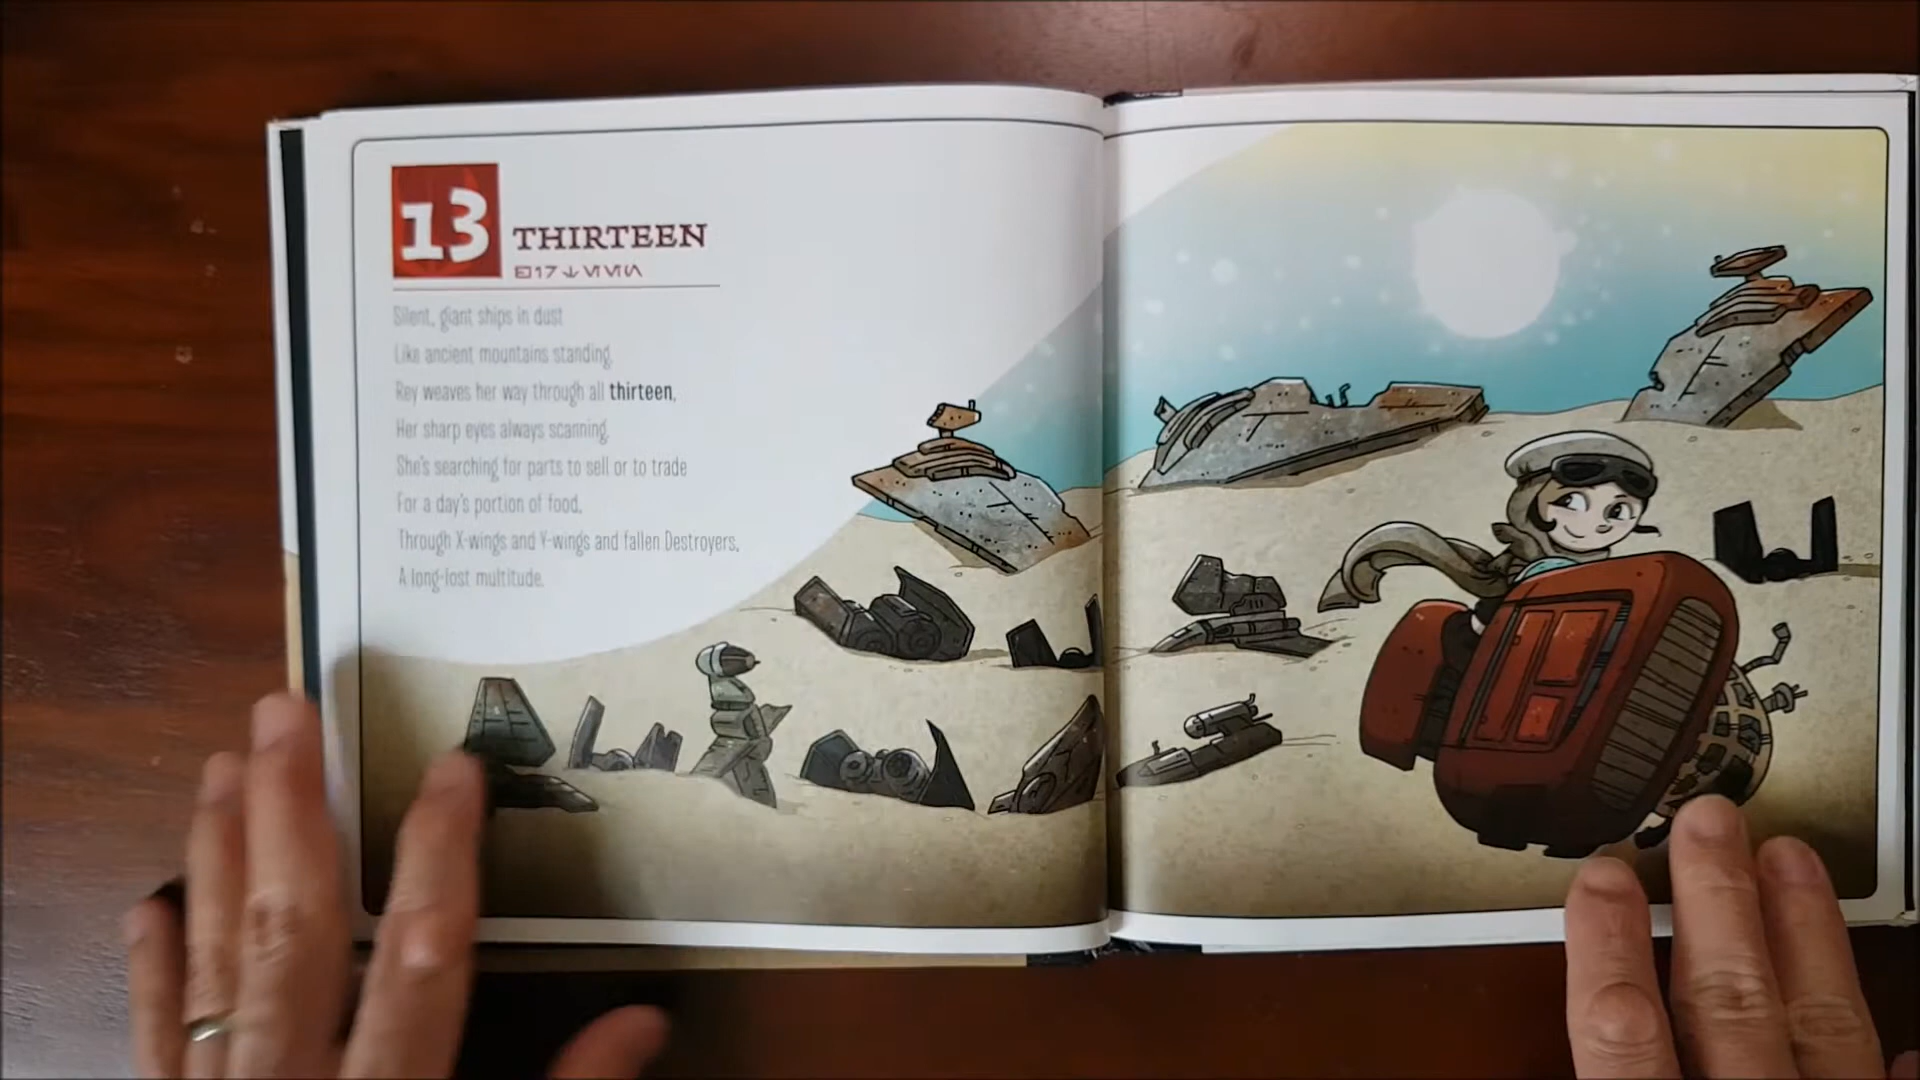 13 THIRTEEN
Silent, giant ships in dust
Like ancient mountains standing,
Rey weaves her way through all thirteen,
Her sharp eyes always scanning.
She's searching for parts to sell or to trade
For a day's portion of food,
Through X-wings and Y-wings and fallen Destroyers,
A long-lost multitude.